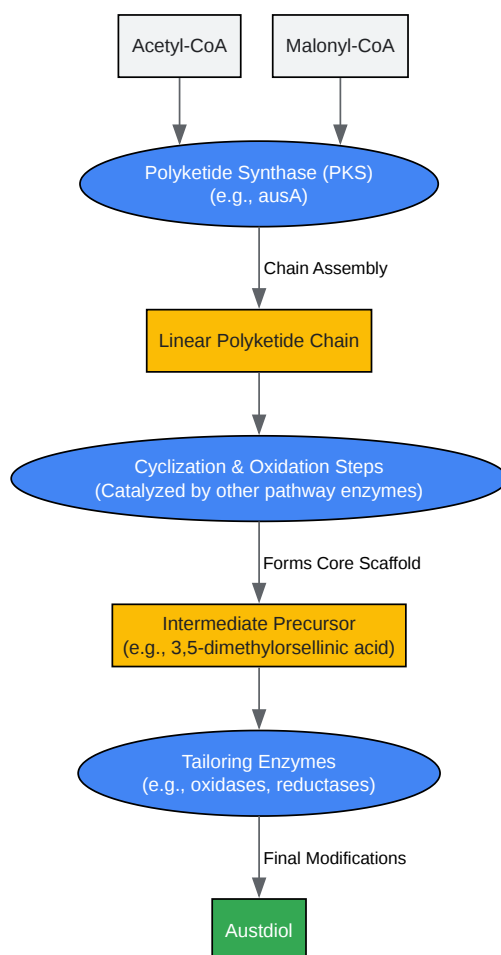 Acetyl-CoA
Malonyl-CoA
Polyketide Synthase (PKS)
(e.g., ausA)
Chain Assembly
Linear Polyketide Chain
Cyclization & Oxidation Steps
(Catalyzed by other pathway enzymes)
Forms Core Scaffold
Intermediate Precursor
(e.g., 3,5-dimethylorsellinic acid)
Tailoring Enzymes
(e.g., oxidases, reductases)
Final Modifications
Austdiol